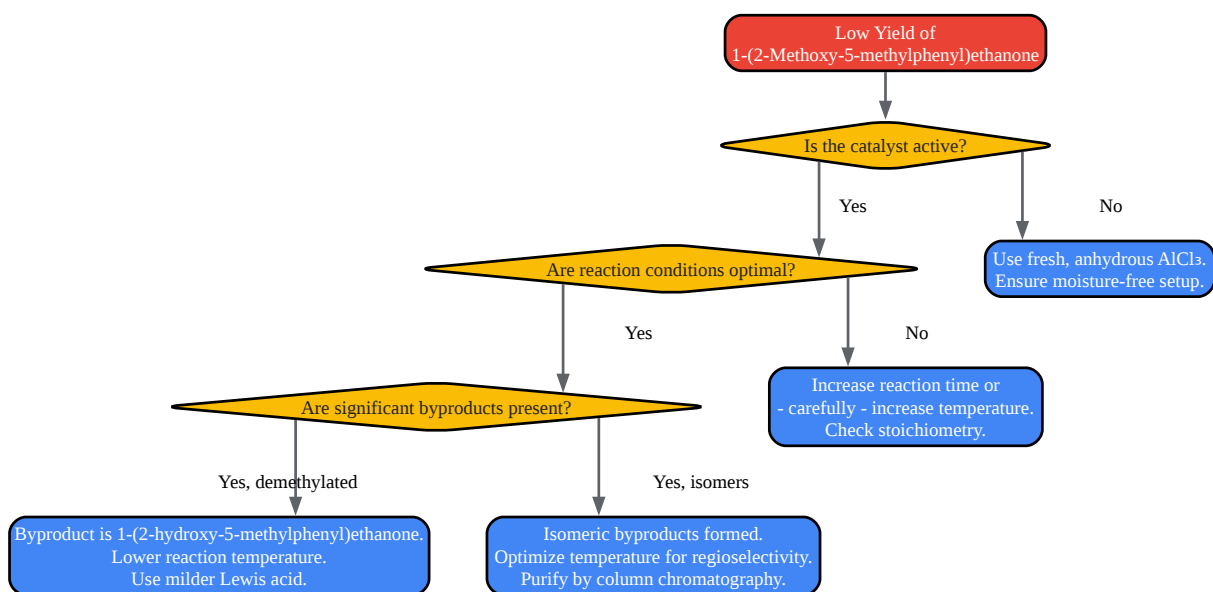 Low Yield of
1-(2-Methoxy-5-methylphenyl)ethanone
Is the catalyst active?
Yes
No
Use fresh, anhydrous AlCl₃.
Ensure moisture-free setup.
Are reaction conditions optimal?
Yes
No
Increase reaction time or
- carefully - increase temperature.
Check stoichiometry.
Are significant byproducts present?
Yes, demethylated
Yes, isomers
Byproduct is 1-(2-hydroxy-5-methylphenyl)ethanone.
Lower reaction temperature.
Use milder Lewis acid.
Isomeric byproducts formed.
Optimize temperature for regioselectivity.
Purify by column chromatography.